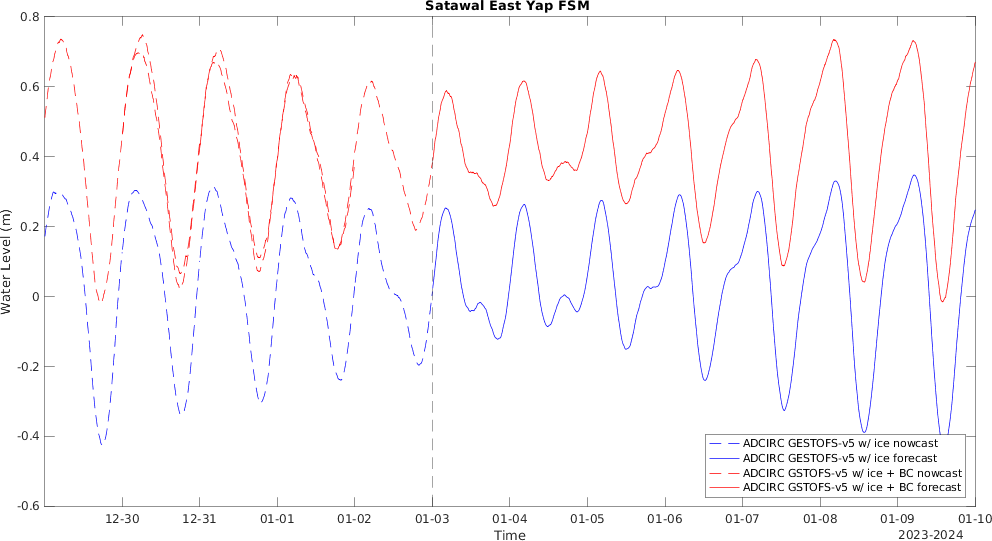 Satawal East Yap FSM
0.8
0.6
0.4
0.2
0
-0.2
-0.4
-0.6
Water Level (m)
ADCIRC GESTOFS-v5 w/ ice nowcast
ADCIRC GESTOFS-v5 w/ ice forecast
ADCIRC GSTOFS-v5 w/ ice + BC nowcast
ADCIRC GSTOFS-v5 w/ ice + BC forecast
12-30 12-31 01-01 01-02 01-03 01-04 01-05 01-06 01-07 01-08 01-09 01-10
Time
2023-2024